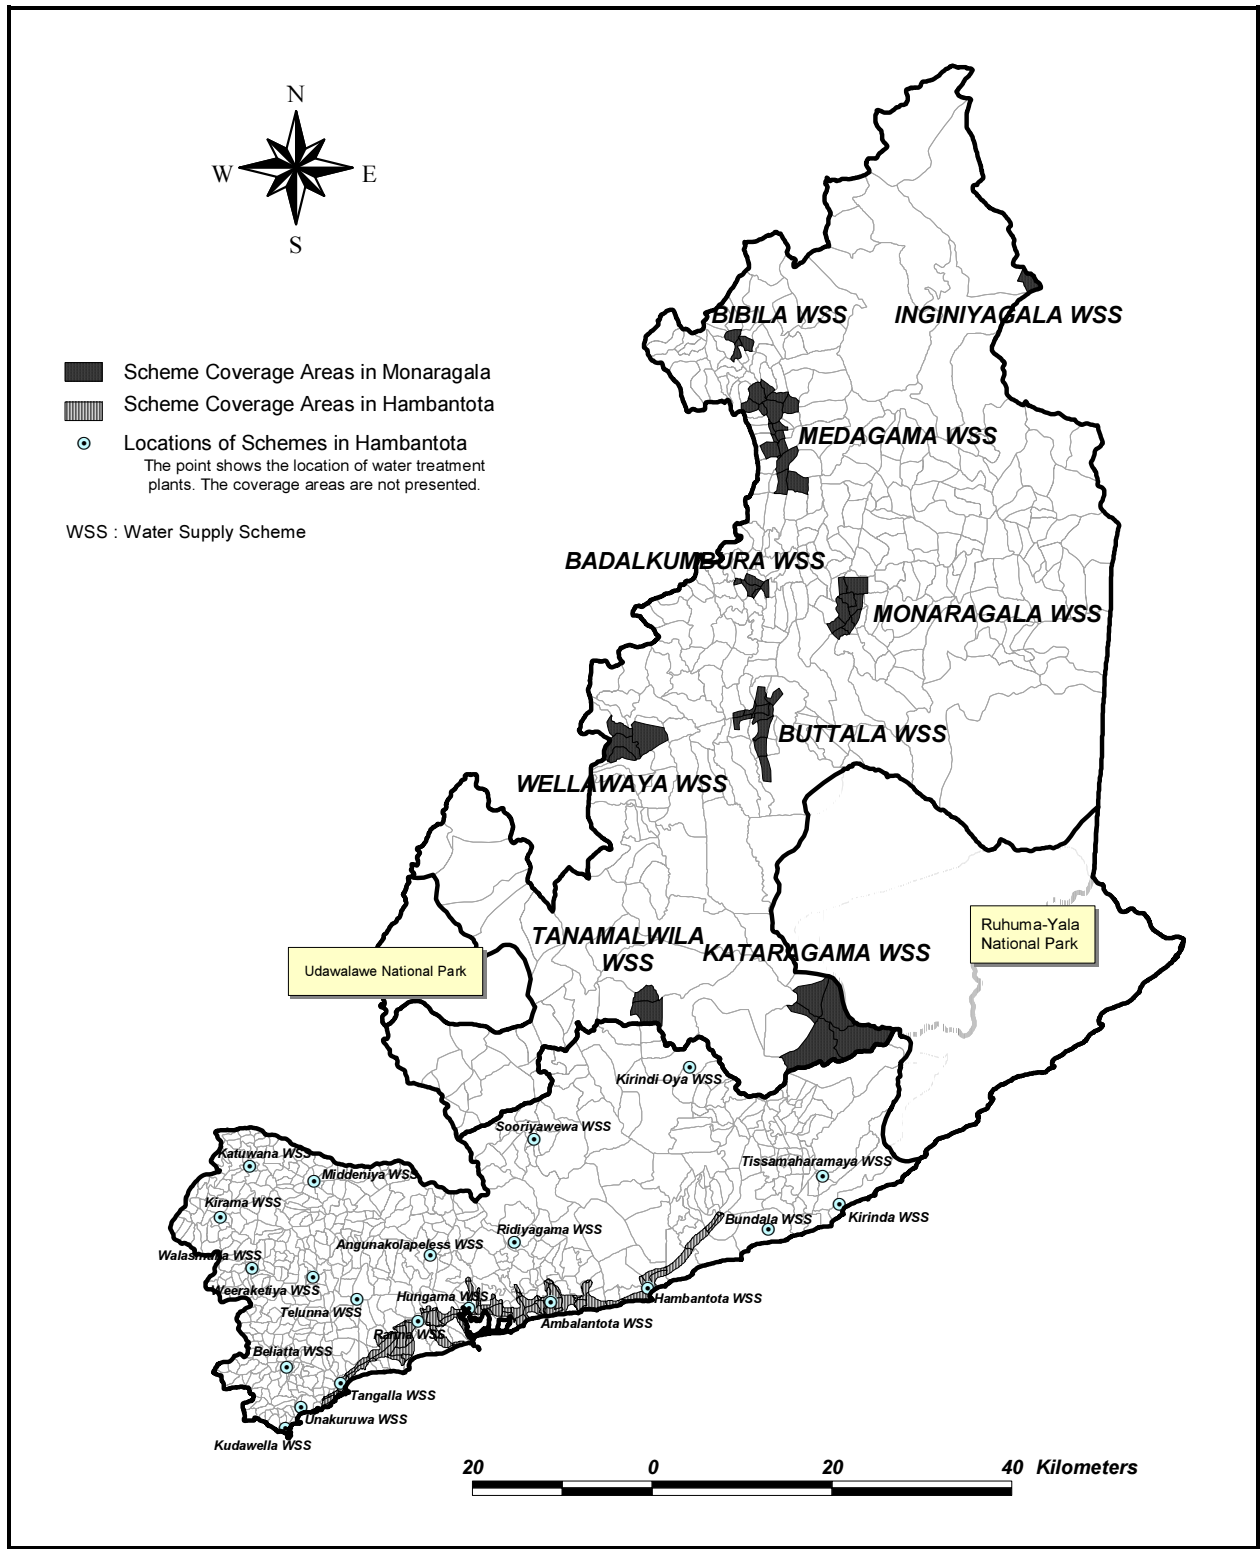 N
W
E
S
BIBILA WSS
INGINIYAGALA WSS
Scheme Coverage Areas in Monaragala
Scheme Coverage Areas in Hambantota
Locations of Schemes in Hambantota
The point shows the location of water treatment
plants. The coverage areas are not presented.
WSS : Water Supply Scheme
MEDAGAMA WSS
BADALKUMBURA WSS
MONARAGALA WSS
BUTTALA WSS
WELLAWAYA WSS
Ruhuma-Yala
National Park
TANAMALWILA
WSS
KATARAGAMA WSS
Udawalawe National Park
Kirindi Oya WSS
Sooriyawewa WSS
Katuwana WSS
Middeniya WSS
Tissamaharamaya WSS
Kirama WSS
Bundala WSS
Kirinda WSS
Ridiyagama WSS
Angunakolapeless WSS
Walasmulla WSS
Weeraketiya WSS
Hungama WSS
Hambantota WSS
Telunna WSS
Ambalantota WSS
Ranna WSS
Beliatta WSS
Tangalla WSS
Unakuruwa WSS
Kudawella WSS
20 0 20 40 Kilometers